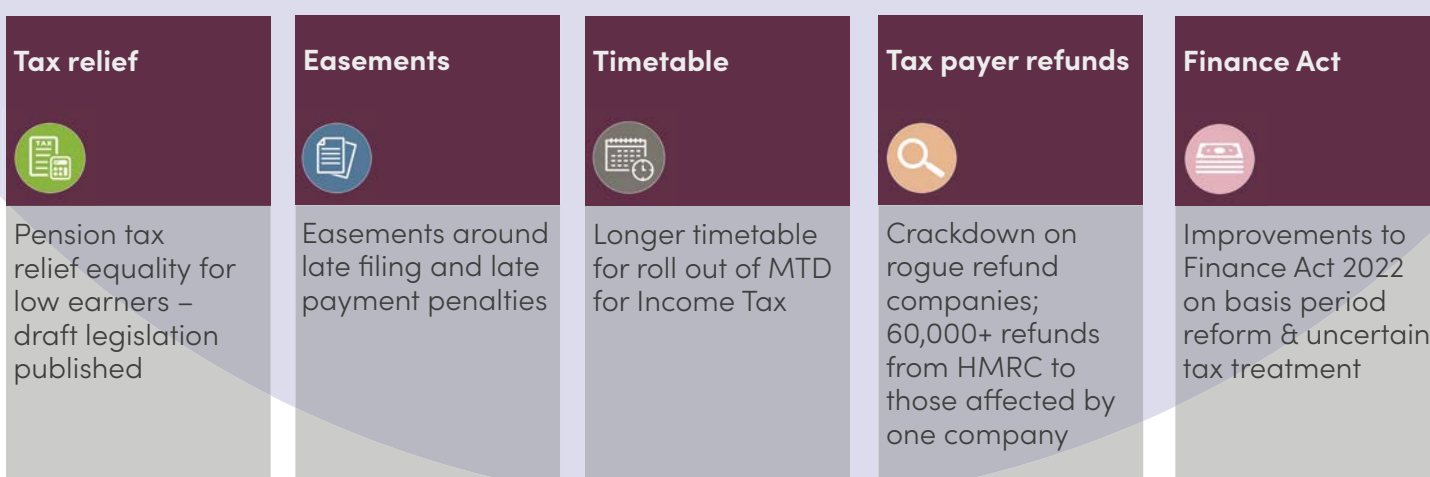 Tax relief
TAX
Pension tax
relief equality for
low earners –
draft legislation
published
Easements
Easements around
late filing and late
payment penalties
Timetable
Longer timetable
for roll out of MTD
for Income Tax
Tax payer refunds
Crackdown on
rogue refund
companies;
60,000+ refunds
from HMRC to
those affected by
one company
Finance Act
Improvements to
Finance Act 2022
on basis period
reform & uncertain
tax treatment